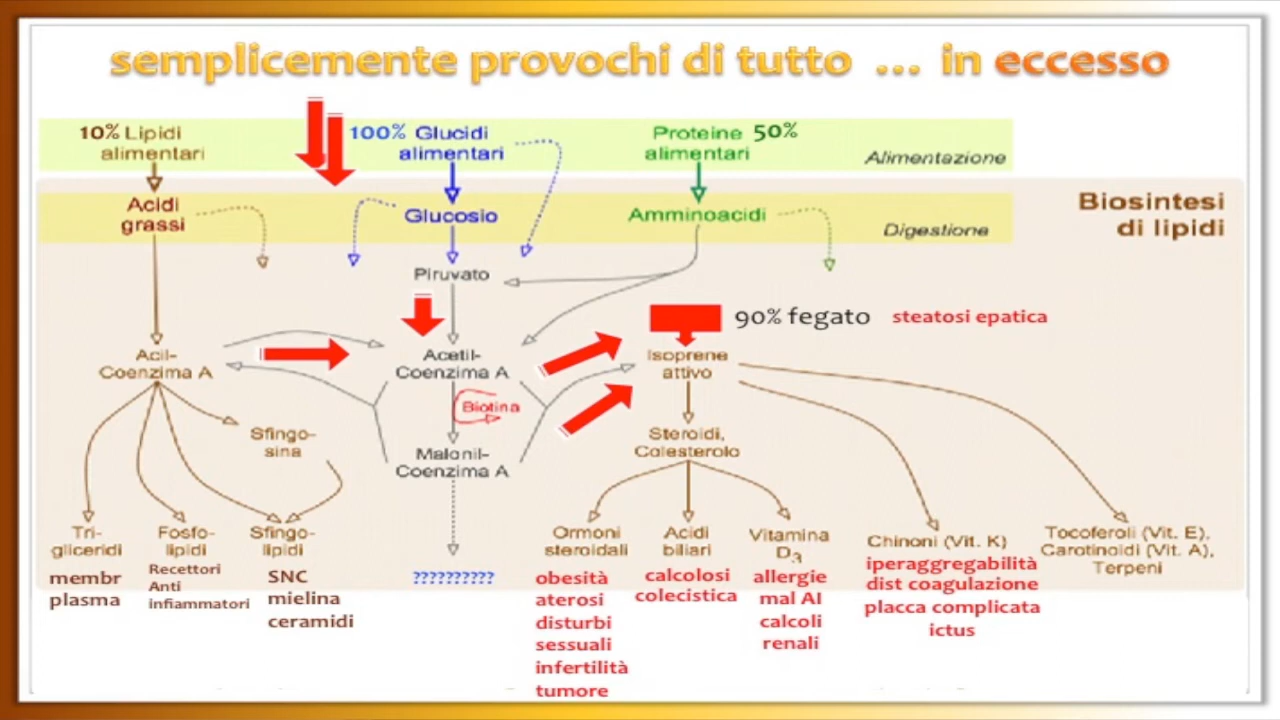 semplicemente provochi di tutto ... in eccesso
10% Lipidi
alimentari
100% Glucidi
alimentari
Proteine 50%
alimentari
Alimentazione
Acidi
grassi
Glucosio
Amminoacidi
Digestione
Biosintesi
di lipidi
Piruvato
90% fegato
steatosi epatica
Acil-
Coenzima A
Acetil-
Coenzima A
Isoprene
attivo
Biotina
Sfingo-
sina
Malonil-
Coenzima A
Steroidi,
Colesterolo
Tri-
gliceridi
membr
plasma
Fosfo-
lipidi
Recettori
Anti
infiammatori
Sfingo-
lipidi
SNC
mielina
ceramidi
??????????
Ormoni
steroidali
obesità
aterosi
disturbi
sessuali
infertilità
tumore
Acidi
biliari
calcolosi
colecistica
Vitamina
D3
allergie
mal AI
calcoli
renali
Chinoni (Vit. K)
iperaggregabilità
dist coagulazione
placca complicata
ictus
Tocoferoli (Vit. E),
Carotinoidi (Vit. A),
Terpeni